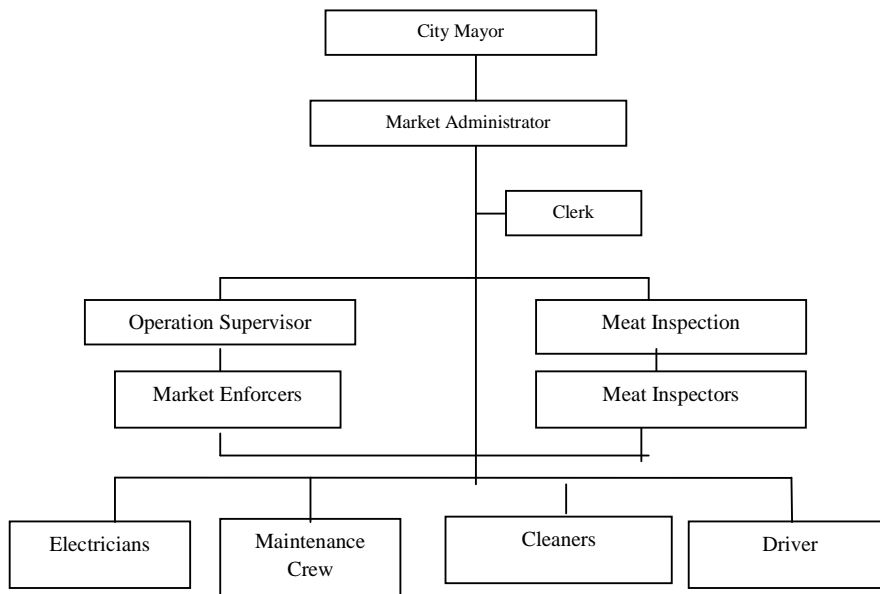 City Mayor
Market Administrator
Clerk
Operation Supervisor
Meat Inspection
Market Enforcers
Meat Inspectors
Electricians
Maintenance
Crew
Cleaners
Driver